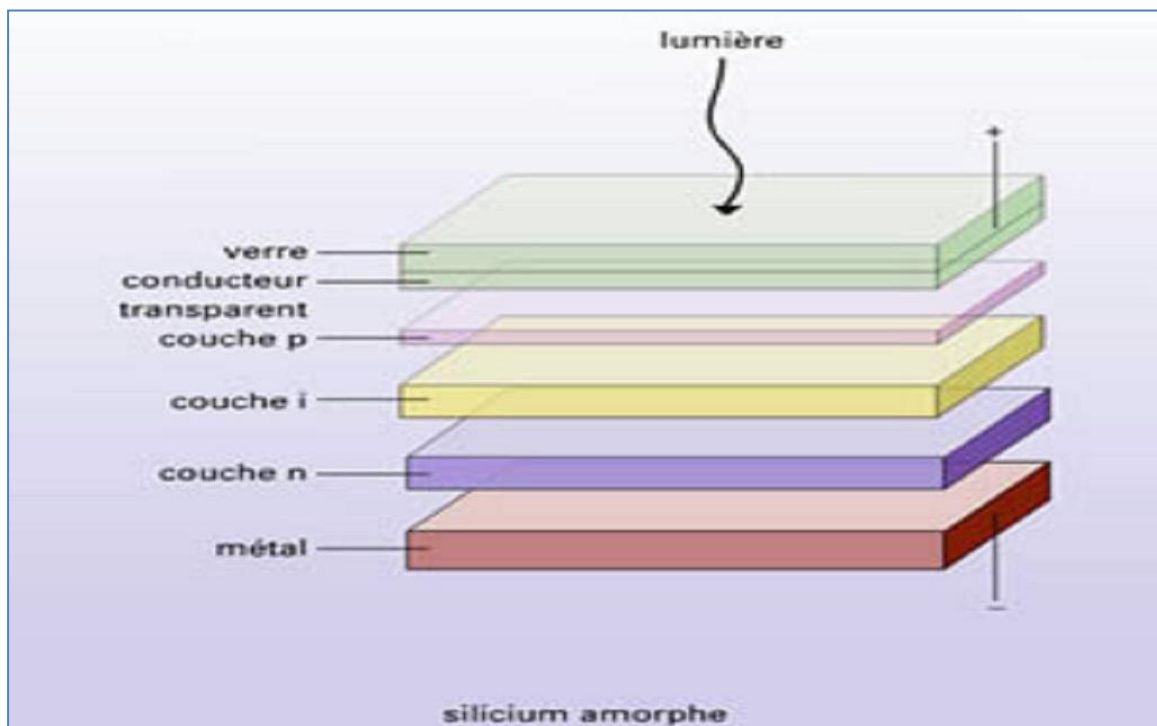 lumière
+
verre
conducteur
transparent
couche p
couche i
couche n
métal
–
silicium amorphe